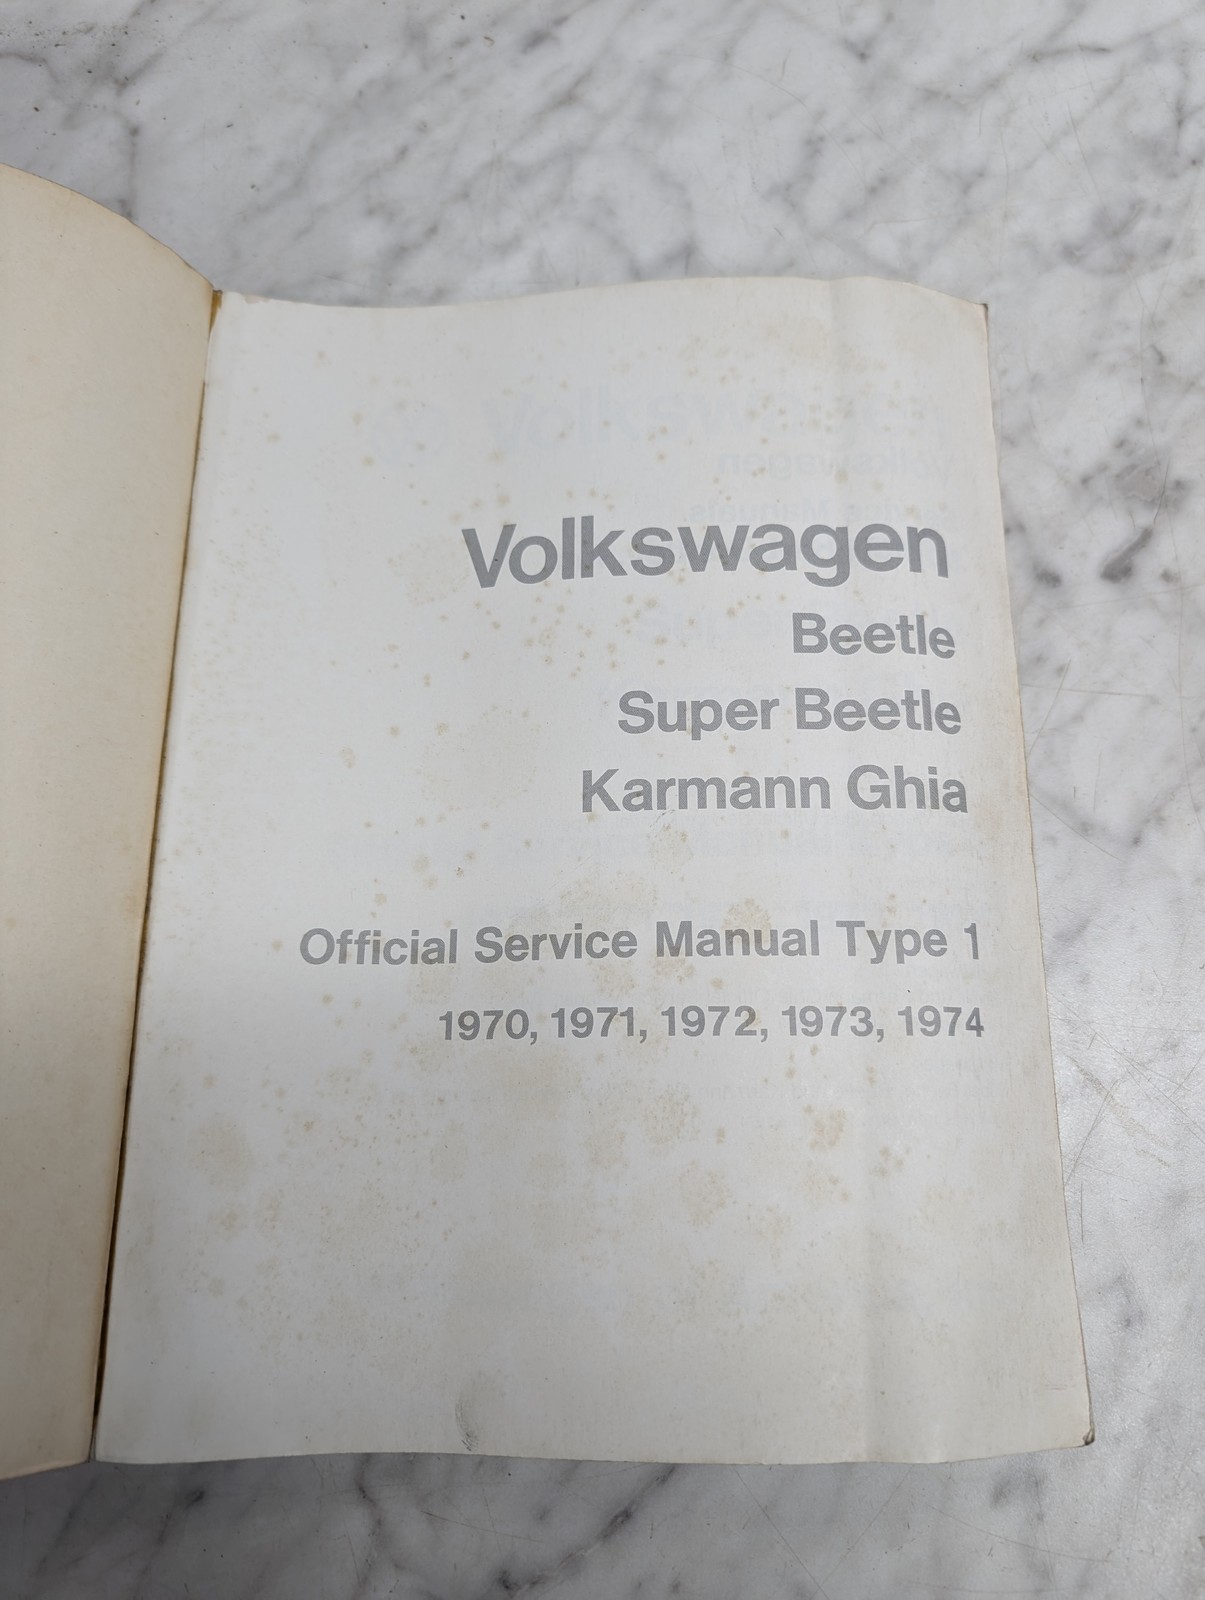 Volkswagen
Beetle
Super Beetle
Karmann Ghia
Official Service Manual Type 1
1970, 1971, 1972, 1973, 1974